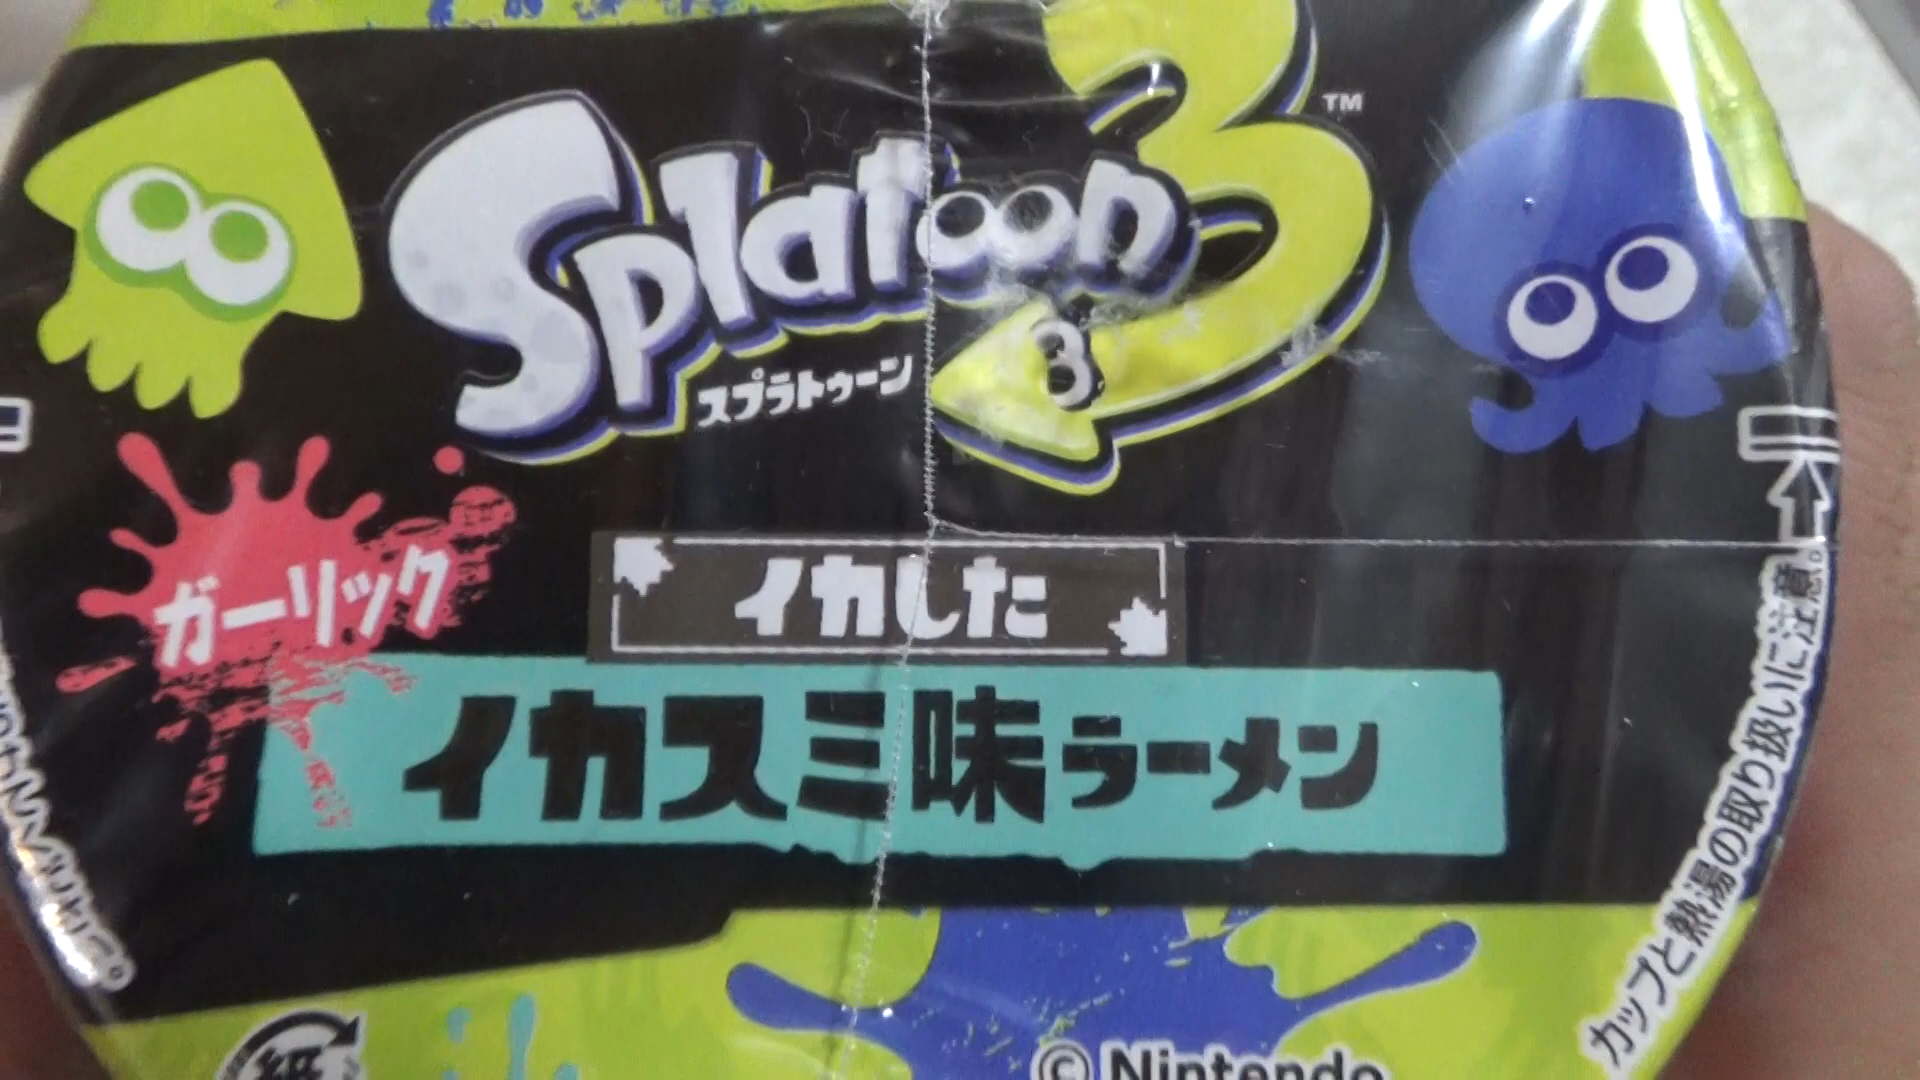 Splatoon 3 TM
スプラトゥーン
ガーリック
イカした
イカスミ味ラーメン
カップと熱湯の取り扱いに注意。
紙
© Nintendo